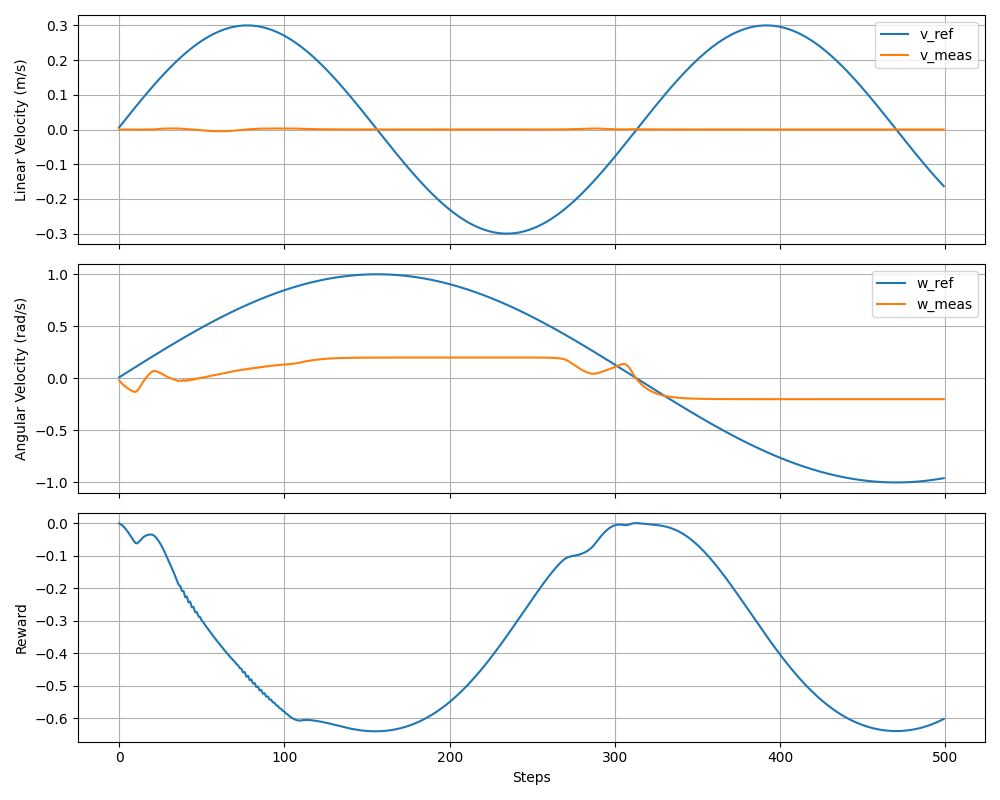 Linear Velocity (m/s)
0.3
0.2
0.1
0.0
−0.1
−0.2
−0.3
v_ref
v_meas
Angular Velocity (rad/s)
1.0
0.5
0.0
−0.5
−1.0
w_ref
w_meas
Reward
0.0
−0.1
−0.2
−0.3
−0.4
−0.5
−0.6
0 100 200 300 400 500
Steps